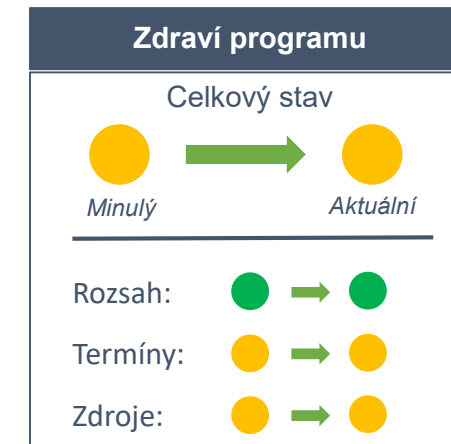 Zdraví programu
Celkový stav
Minulý Aktuální
Rozsah:
Termíny:
Zdroje: